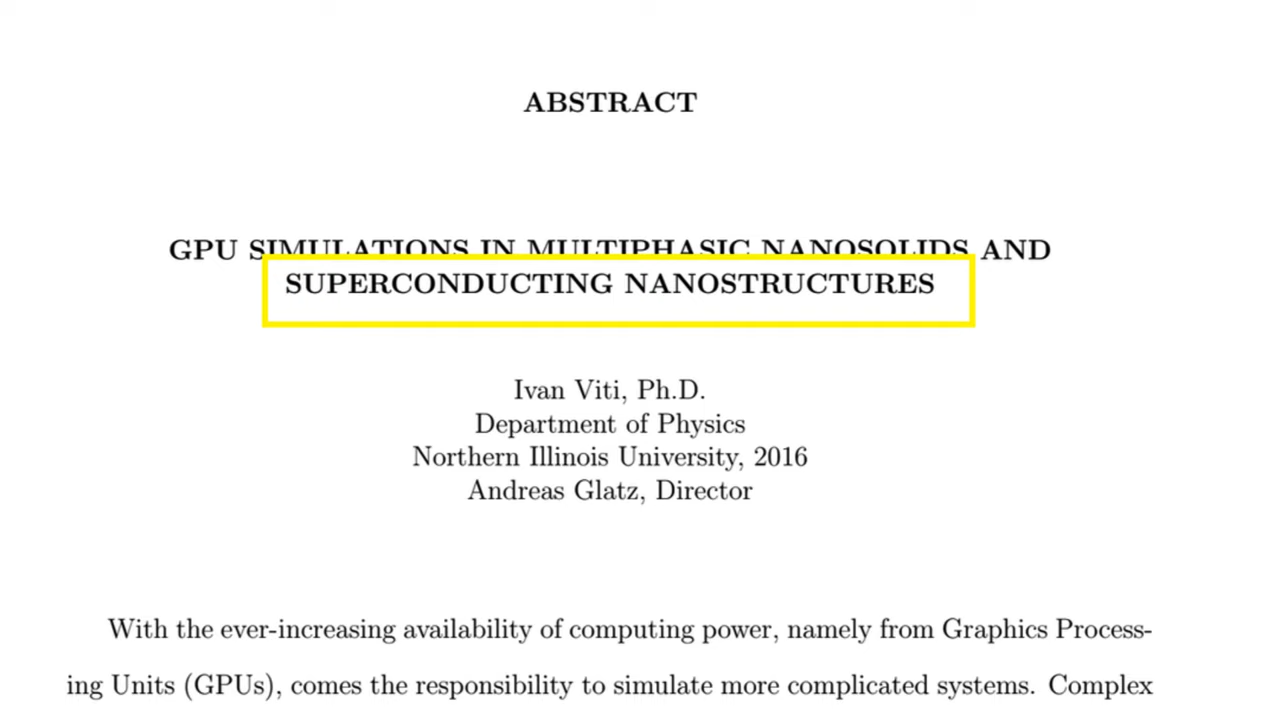 ABSTRACT
GPU SIMULATIONS IN MULTIPHASIC NANOSOLIDS AND
SUPERCONDUCTING NANOSTRUCTURES
Ivan Viti, Ph.D.
Department of Physics
Northern Illinois University, 2016
Andreas Glatz, Director
With the ever-increasing availability of computing power, namely from Graphics Process-
ing Units (GPUs), comes the responsibility to simulate more complicated systems. Complex